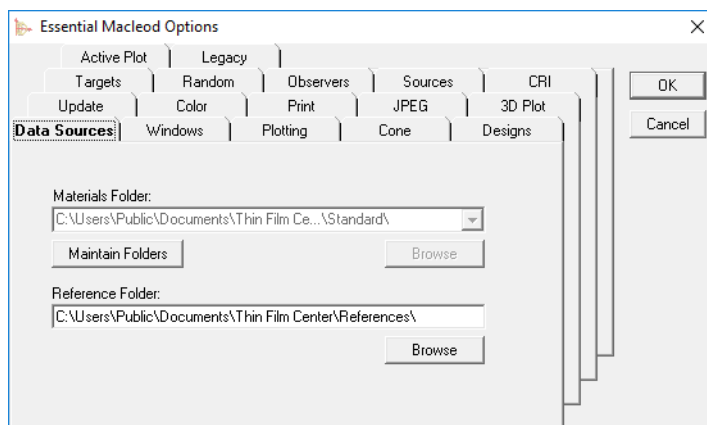 Essential Macleod Options
Active Plot Legacy
Targets Random Observers Sources CRI
OK
Update Color Print JPEG 3D Plot
Cancel
Data Sources Windows Plotting Cone Designs
Materials Folder:
C:\Users\Public\Documents\Thin Film Ce...\Standard\
Maintain Folders Browse
Reference Folder:
C:\Users\Public\Documents\Thin Film Center\References\
Browse